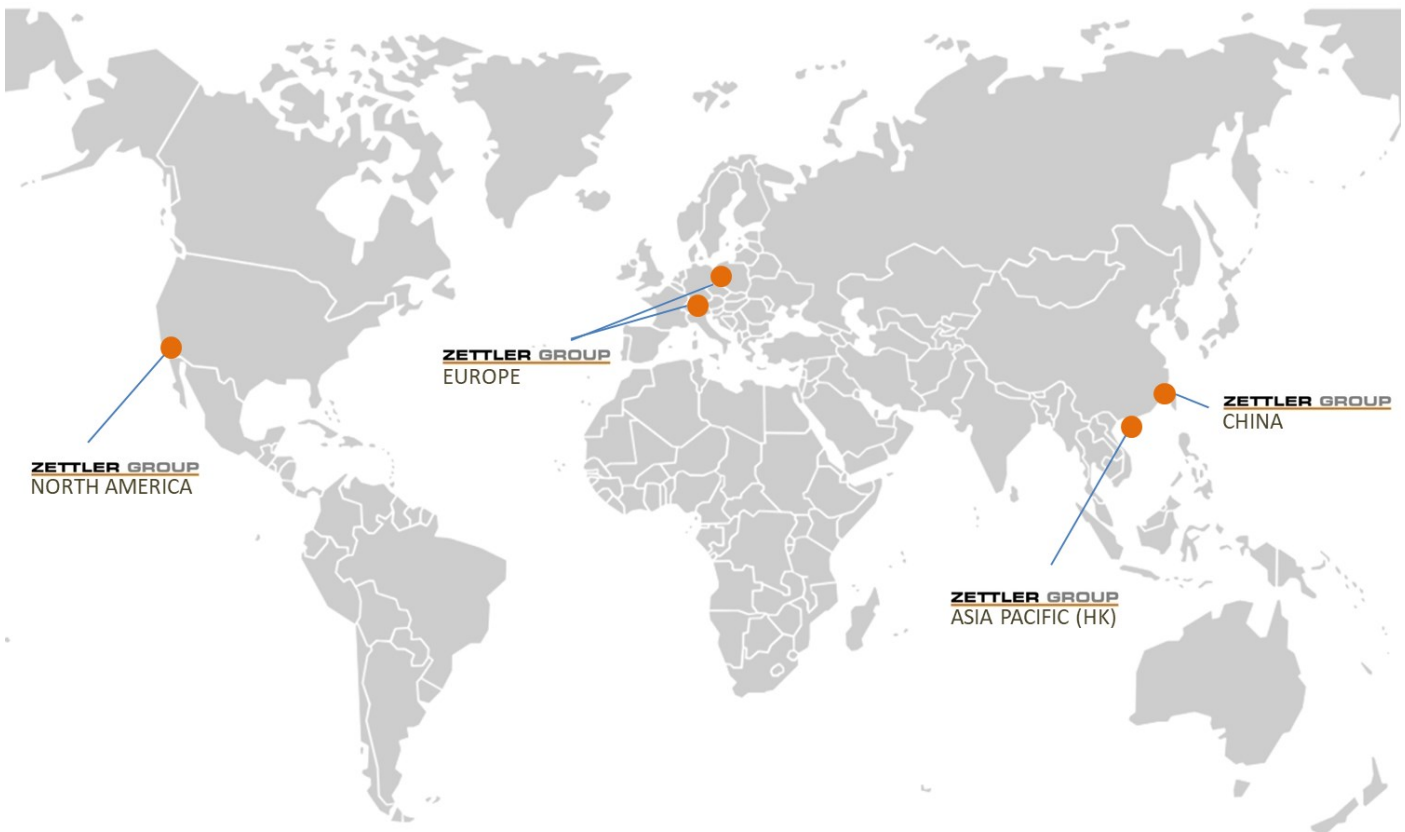 ZETTLER GROUP
EUROPE
ZETTLER GROUP
CHINA
ZETTLER GROUP
NORTH AMERICA
ZETTLER GROUP
ASIA PACIFIC (HK)